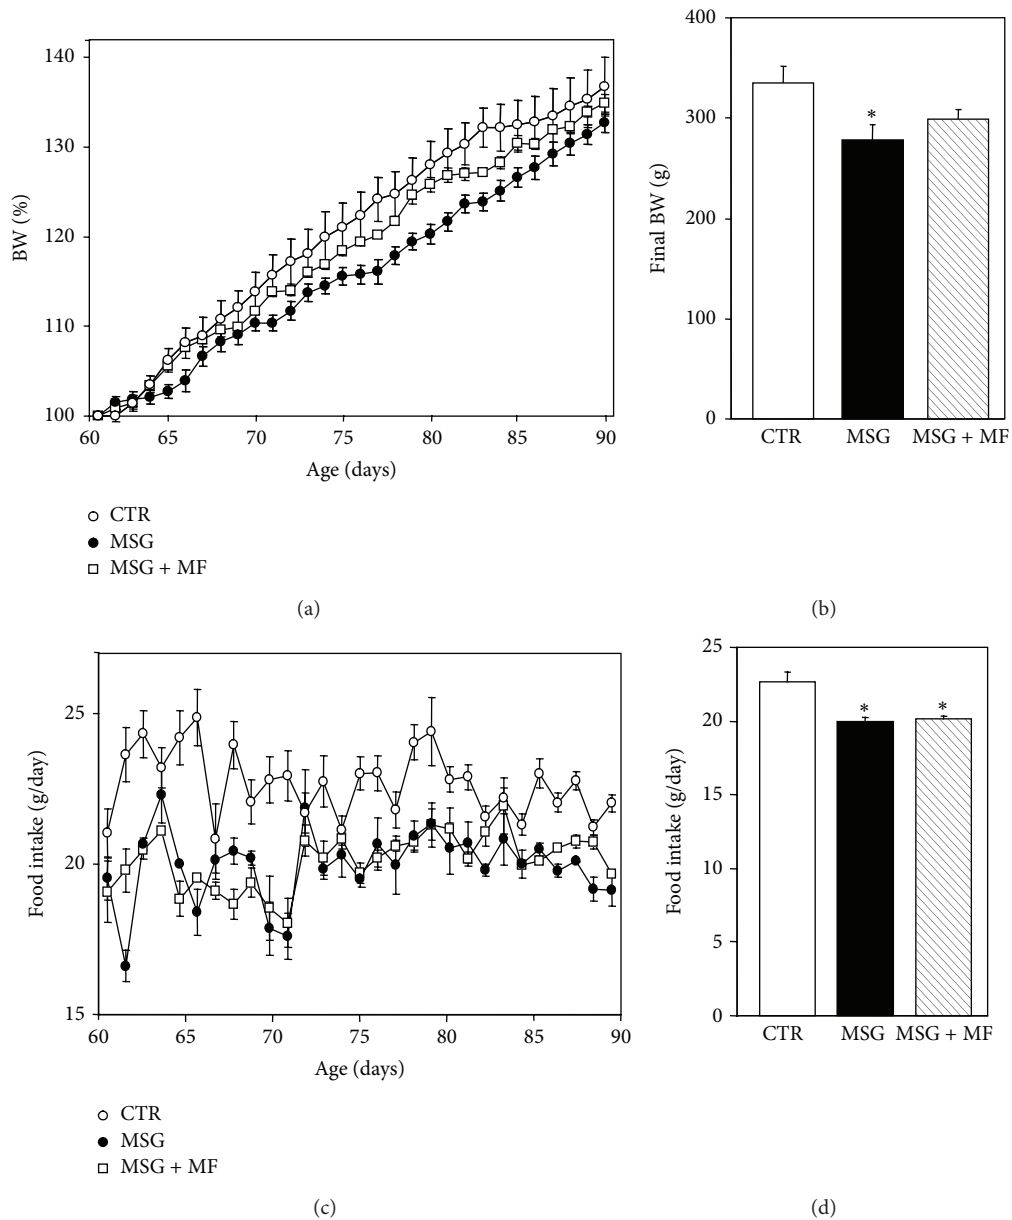 140
130
120
110
100
BW (%)
60 65 70 75 80 85 90
Age (days)
CTR
MSG
MSG + MF
(a)
400
300
200
100
0
Final BW (g)
*
CTR MSG MSG + MF
(b)
25
20
15
Food intake (g/day)
60 65 70 75 80 85 90
Age (days)
CTR
MSG
MSG + MF
(c)
25
20
15
10
5
0
Food intake (g/day)
* *
CTR MSG MSG + MF
(d)